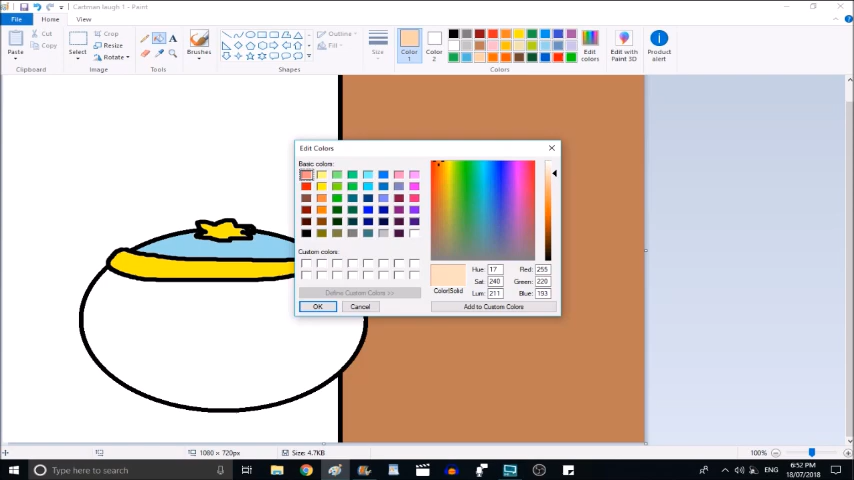 Cartman laugh 1 - Paint
File
Home
View
Paste
Cut
Copy
Clipboard
Select
Crop
Resize
Rotate
Image
A
Tools
Brushes
Shapes
Outline
Fill
Size
Color
1
Color
2
Colors
Edit
colors
Edit with
Paint 3D
Product
alert
Edit Colors
Basic colors:
Custom colors:
Define Custom Colors >>
OK
Cancel
Color|Solid
Hue: 17
Sat: 240
Lum: 211
Red: 255
Green: 220
Blue: 193
Add to Custom Colors
1080 × 720px
Size: 4.7KB
100%
Type here to search
ENG
6:52 PM
18/07/2018